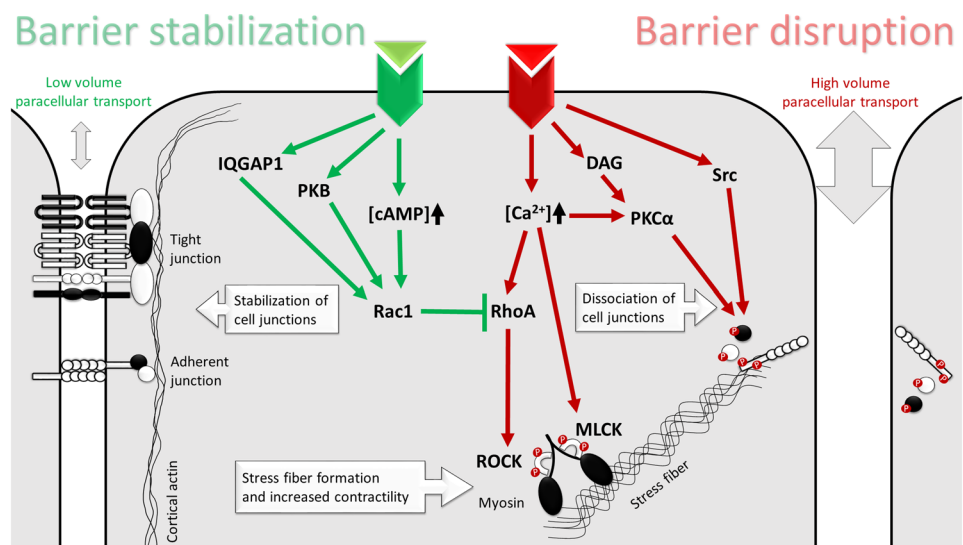 Barrier stabilization
Barrier disruption
Low volume
paracellular transport
High volume
paracellular transport
IQGAP1
PKB
[cAMP]
DAG
Src
[Ca²⁺]
PKCα
Tight
junction
Stabilization of
cell junctions
Rac1
RhoA
Dissociation of
cell junctions
P
P
P
P
P
P
P
Adherent
junction
MLCK
P
P
P
P
ROCK
Stress fiber formation
and increased contractility
Myosin
Stress fiber
Cortical actin